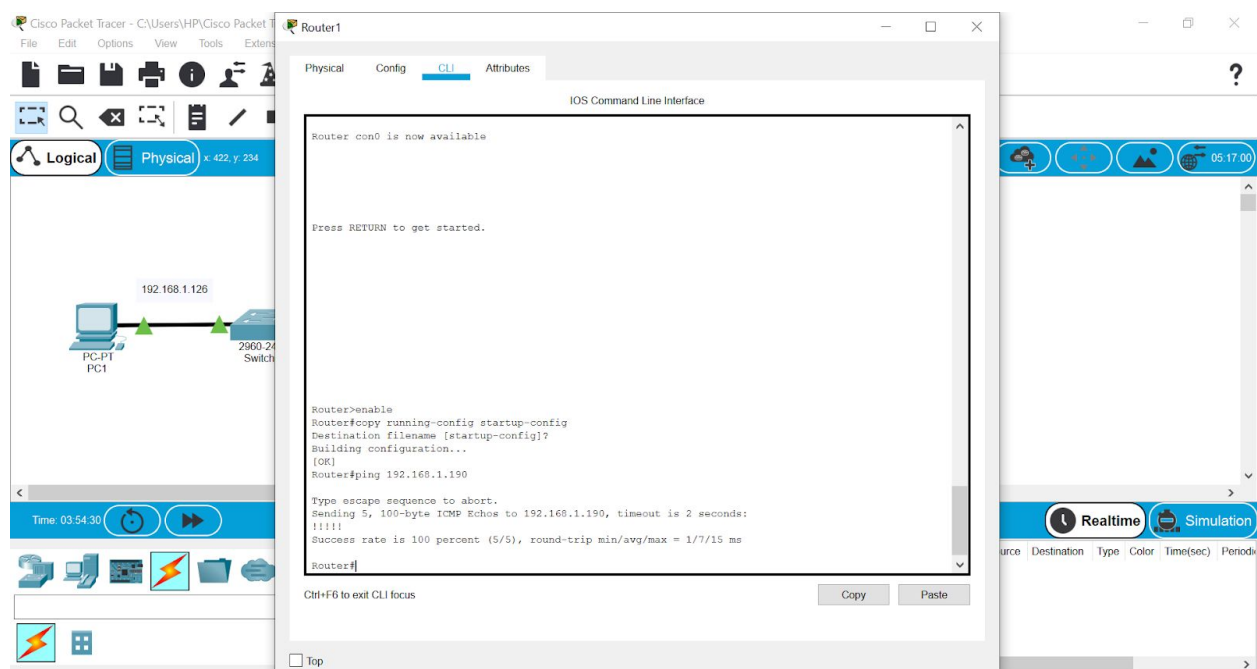 Cisco Packet Tracer - C:\Users\HP\Cisco Packet T
File Edit Options View Tools Extens
Logical
Physical
x: 422, y: 234
192.168.1.126
PC-PT
PC1
2960-24
Switch
Time: 03:54:30
Router1
Physical Config CLI Attributes
IOS Command Line Interface
Router con0 is now available
Press RETURN to get started.
Router>enable
Router#copy running-config startup-config
Destination filename [startup-config]?
Building configuration...
[OK]
Router#ping 192.168.1.190
Type escape sequence to abort.
Sending 5, 100-byte ICMP Echos to 192.168.1.190, timeout is 2 seconds:
!!!!!
Success rate is 100 percent (5/5), round-trip min/avg/max = 1/7/15 ms
Router#
Ctrl+F6 to exit CLI focus
Copy
Paste
Top
?
05:17:00
Realtime
Simulation
urce Destination Type Color Time(sec) Periodi